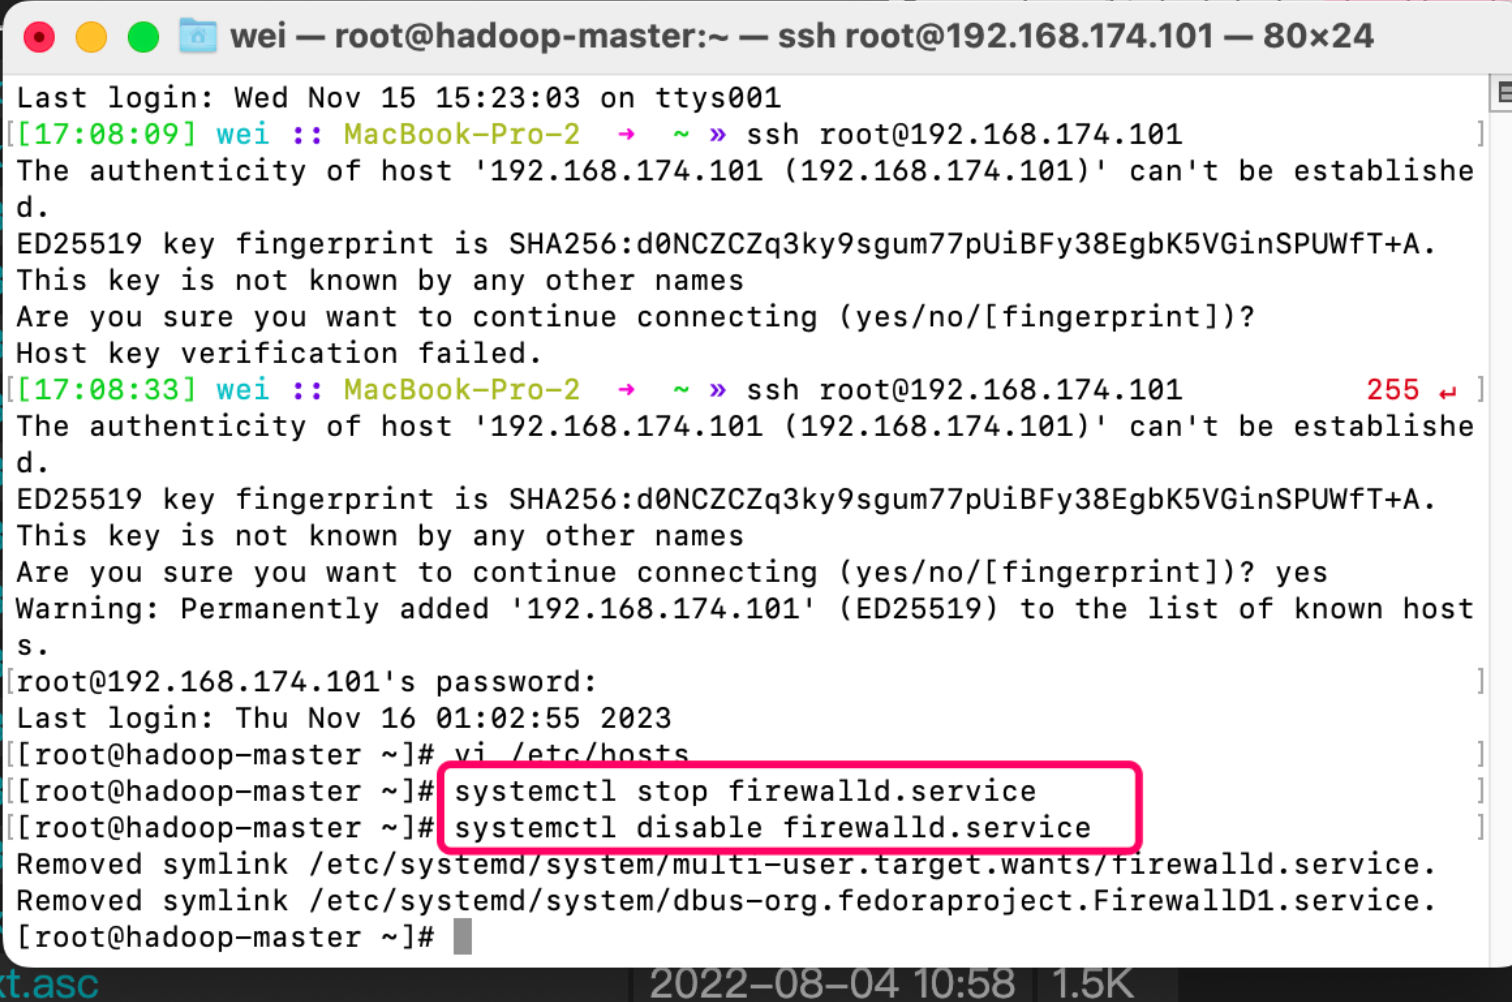 wei — root@hadoop-master:~ — ssh root@192.168.174.101 — 80×24
Last login: Wed Nov 15 15:23:03 on ttys001
[[17:08:09] wei :: MacBook-Pro-2 → ~ » ssh root@192.168.174.101 ]
The authenticity of host '192.168.174.101 (192.168.174.101)' can't be establishe
d.
ED25519 key fingerprint is SHA256:d0NCZCZq3ky9sgum77pUiBFy38EgbK5VGinSPUWfT+A.
This key is not known by any other names
Are you sure you want to continue connecting (yes/no/[fingerprint])?
Host key verification failed.
[[17:08:33] wei :: MacBook-Pro-2 → ~ » ssh root@192.168.174.101 255 ↵ ]
The authenticity of host '192.168.174.101 (192.168.174.101)' can't be establishe
d.
ED25519 key fingerprint is SHA256:d0NCZCZq3ky9sgum77pUiBFy38EgbK5VGinSPUWfT+A.
This key is not known by any other names
Are you sure you want to continue connecting (yes/no/[fingerprint])? yes
Warning: Permanently added '192.168.174.101' (ED25519) to the list of known host
s.
[root@192.168.174.101's password: ]
Last login: Thu Nov 16 01:02:55 2023
[[root@hadoop-master ~]# vi /etc/hosts ]
[[root@hadoop-master ~]# systemctl stop firewalld.service ]
[[root@hadoop-master ~]# systemctl disable firewalld.service ]
Removed symlink /etc/systemd/system/multi-user.target.wants/firewalld.service.
Removed symlink /etc/systemd/system/dbus-org.fedoraproject.FirewallD1.service.
[root@hadoop-master ~]#
xt.asc 2022-08-04 10:58 1.5K